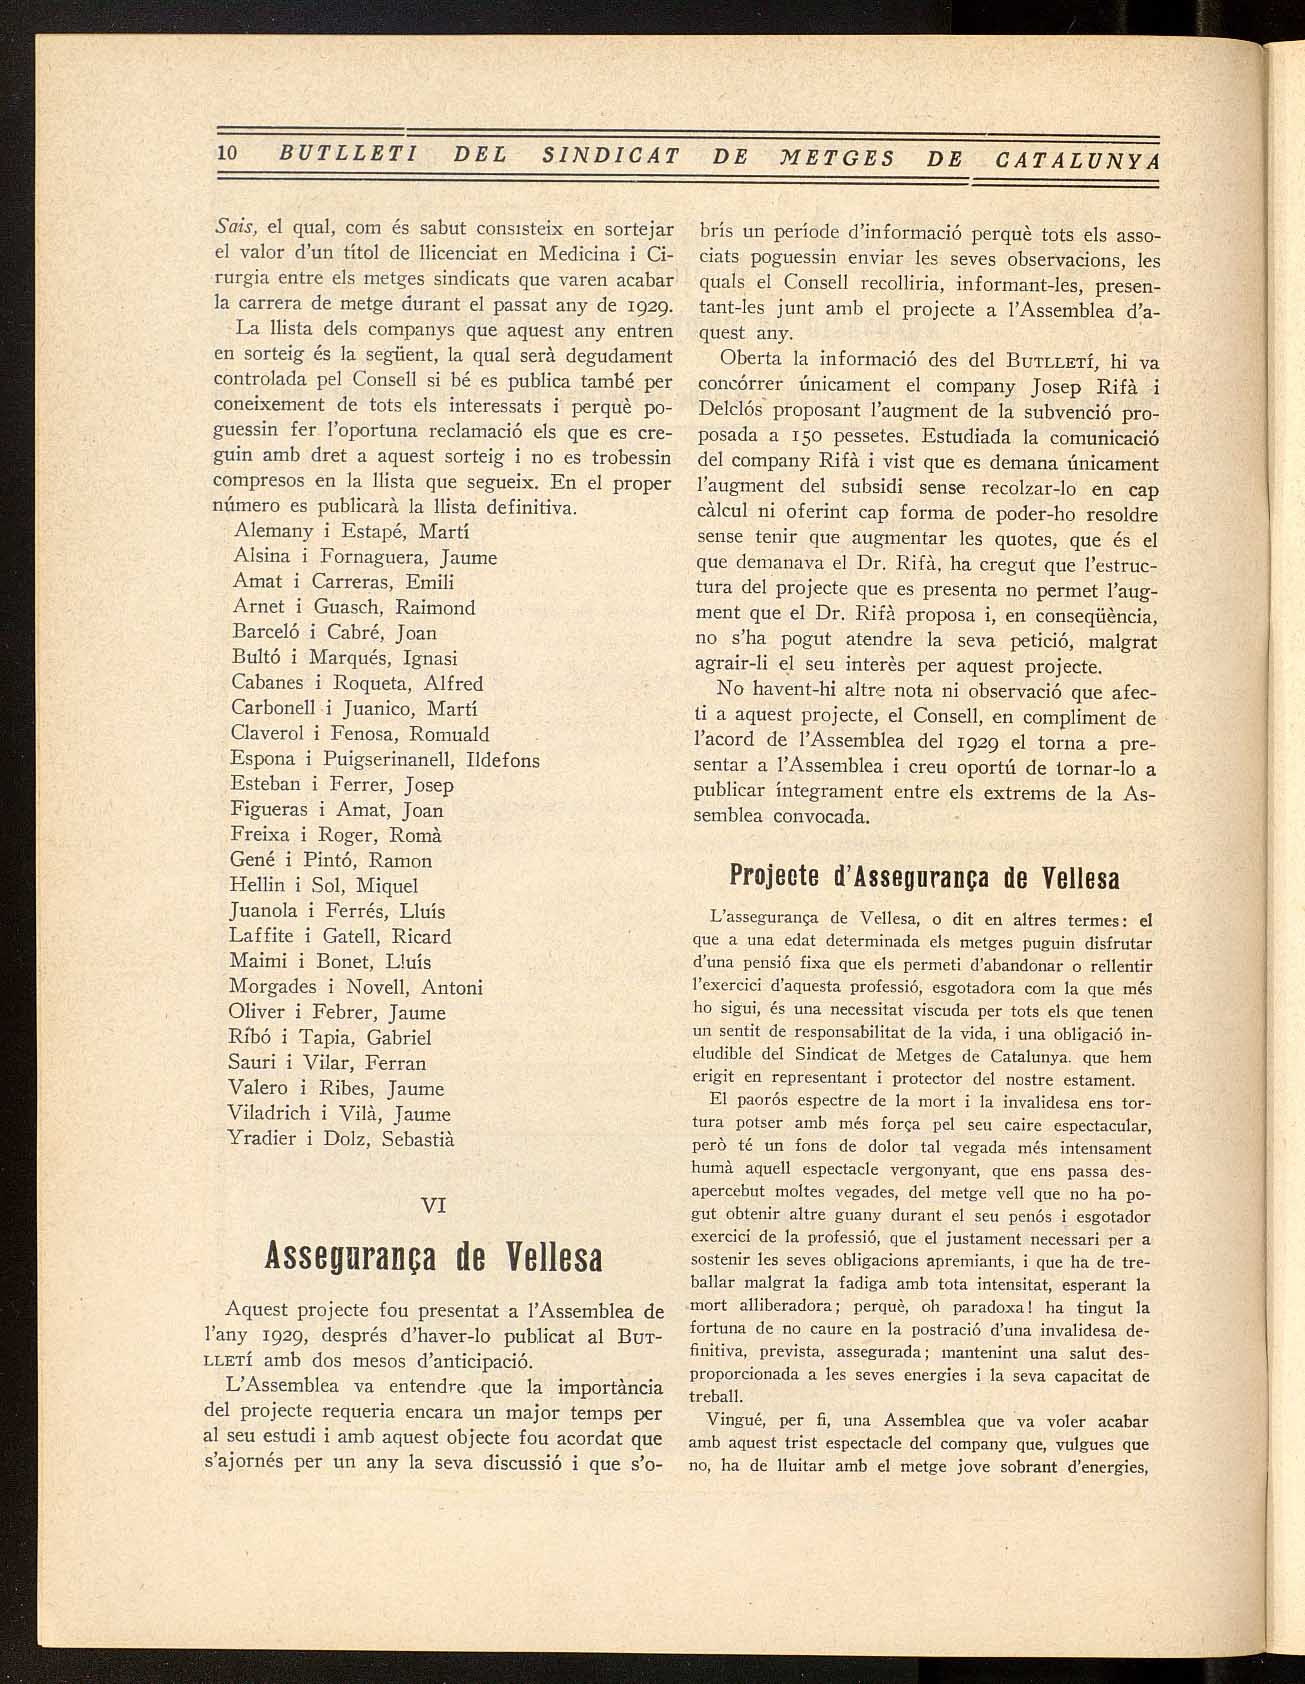 10 BUTLLETI DEL SINDICAT DE METGES DE CATALUNYA
Sais, el qual, com és sabut consisteix en sortejar
el valor d'un títol de llicenciat en Medicina i Ci-
rurgia entre els metges sindicats que varen acabar
la carrera de metge durant el passat any de 1929.
La llista dels companys que aquest any entren
en sorteig és la següent, la qual serà degudament
controlada pel Consell si bé es publica també per
coneixement de tots els interessats i perquè po-
guessin fer l'oportuna reclamació els que es cre-
guin amb dret a aquest sorteig i no es trobessin
compresos en la llista que segueix. En el proper
número es publicarà la llista definitiva.
Alemany i Estapé, Martí
Alsina i Fornaguera, Jaume
Amat i Carreras, Emili
Arnet i Guasch, Raimond
Barceló i Cabré, Joan
Bultó i Marqués, Ignasi
Cabanes i Roqueta, Alfred
Carbonell i Juanico, Martí
Claverol i Fenosa, Romuald
Espona i Puigserinanell, Ildefons
Esteban i Ferrer, Josep
Figueras i Amat, Joan
Freixa i Roger, Romà
Gené i Pintó, Ramon
Hellin i Sol, Miquel
Juanola i Ferrés, Lluís
Laffite i Gatell, Ricard
Maimi i Bonet, Lluís
Morgades i Novell, Antoni
Oliver i Febrer, Jaume
Ribó i Tapia, Gabriel
Sauri i Vilar, Ferran
Valero i Ribes, Jaume
Viladrich i Vilà, Jaume
Yradier i Dolz, Sebastià
VI
Assegurança de Vellesa
Aquest projecte fou presentat a l'Assemblea de
l'any 1929, després d'haver-lo publicat al BUT-
LLETÍ amb dos mesos d'anticipació.
L'Assemblea va entendre que la importància
del projecte requeria encara un major temps per
al seu estudi i amb aquest objecte fou acordat que
s'ajornés per un any la seva discussió i que s'o-
brís un període d'informació perquè tots els asso-
ciats poguessin enviar les seves observacions, les
quals el Consell recolliria, informant-les, presen-
tant-les junt amb el projecte a l'Assemblea d'a-
quest any.
Oberta la informació des del BUTLLETÍ, hi va
concórrer únicament el company Josep Rifà i
Delclós proposant l'augment de la subvenció pro-
posada a 150 pessetes. Estudiada la comunicació
del company Rifà i vist que es demana únicament
l'augment del subsidi sense recolzar-lo en cap
càlcul ni oferint cap forma de poder-ho resoldre
sense tenir que augmentar les quotes, que és el
que demanava el Dr. Rifà, ha cregut que l'estruc-
tura del projecte que es presenta no permet l'aug-
ment que el Dr. Rifà proposa i, en conseqüència,
no s'ha pogut atendre la seva petició, malgrat
agrair-li el seu interès per aquest projecte.
No havent-hi altre nota ni observació que afec-
ti a aquest projecte, el Consell, en compliment de
l'acord de l'Assemblea del 1929 el torna a pre-
sentar a l'Assemblea i creu oportú de tornar-lo a
publicar íntegrament entre els extrems de la As-
semblea convocada.
Projecte d'Assegurança de Vellesa
L'assegurança de Vellesa, o dit en altres termes: el
que a una edat determinada els metges puguin disfrutar
d'una pensió fixa que els permeti d'abandonar o rellentir
l'exercici d'aquesta professió, esgotadora com la que més
ho sigui, és una necessitat viscuda per tots els que tenen
un sentit de responsabilitat de la vida, i una obligació in-
eludible del Sindicat de Metges de Catalunya. que hem
erigit en representant i protector del nostre estament.
El paorós espectre de la mort i la invalidesa ens tor-
tura potser amb més força pel seu caire espectacular,
però té un fons de dolor tal vegada més intensament
humà aquell espectacle vergonyant, que ens passa des-
apercebut moltes vegades, del metge vell que no ha po-
gut obtenir altre guany durant el seu penós i esgotador
exercici de la professió, que el justament necessari per a
sostenir les seves obligacions apremiants, i que ha de tre-
ballar malgrat la fadiga amb tota intensitat, esperant la
mort alliberadora; perquè, oh paradoxa! ha tingut la
fortuna de no caure en la postració d'una invalidesa de-
finitiva, prevista, assegurada; mantenint una salut des-
proporcionada a les seves energies i la seva capacitat de
treball.
Vingué, per fi, una Assemblea que va voler acabar
amb aquest trist espectacle del company que, vulgues que
no, ha de lluitar amb el metge jove sobrant d'energies,